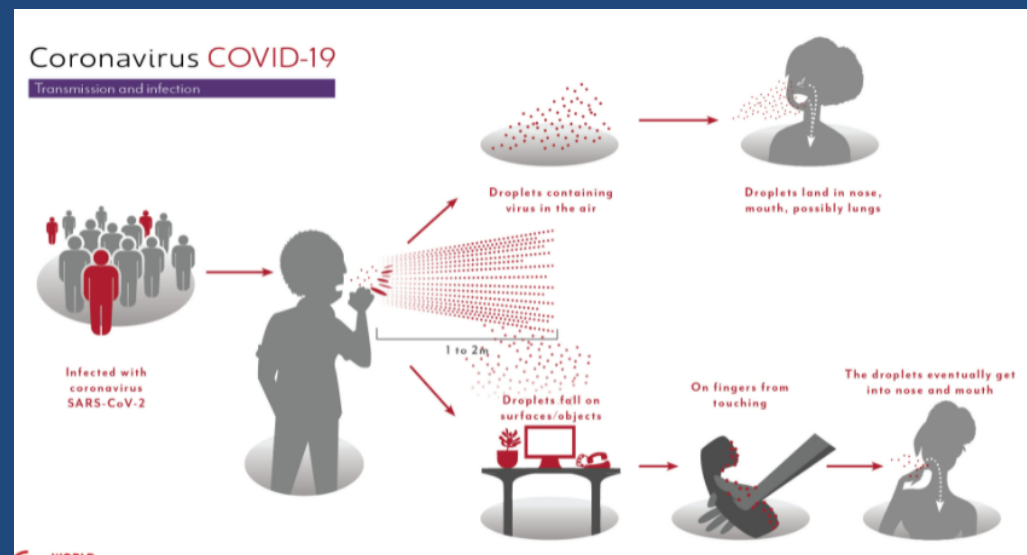 Coronavirus COVID-19
Transmission and infection
Droplets containing
virus in the air
Droplets land in nose,
mouth, possibly lungs
1 to 2m
Infected with
coronavirus
SARS-CoV-2
Droplets fall on
surfaces/objects
On fingers from
touching
The droplets eventually get
into nose and mouth